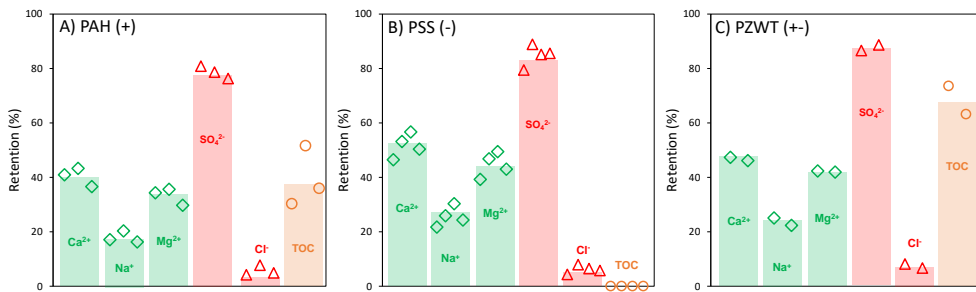 A) PAH (+)
Retention (%)
100
80
60
40
20
0
Ca²⁺
Na⁺
Mg²⁺
SO₄²⁻
Cl⁻
TOC
B) PSS (-)
Retention (%)
100
80
60
40
20
0
Ca²⁺
Na⁺
Mg²⁺
SO₄²⁻
Cl⁻
TOC
C) PZWT (+-)
Retention (%)
100
80
60
40
20
0
Ca²⁺
Na⁺
Mg²⁺
SO₄²⁻
Cl⁻
TOC